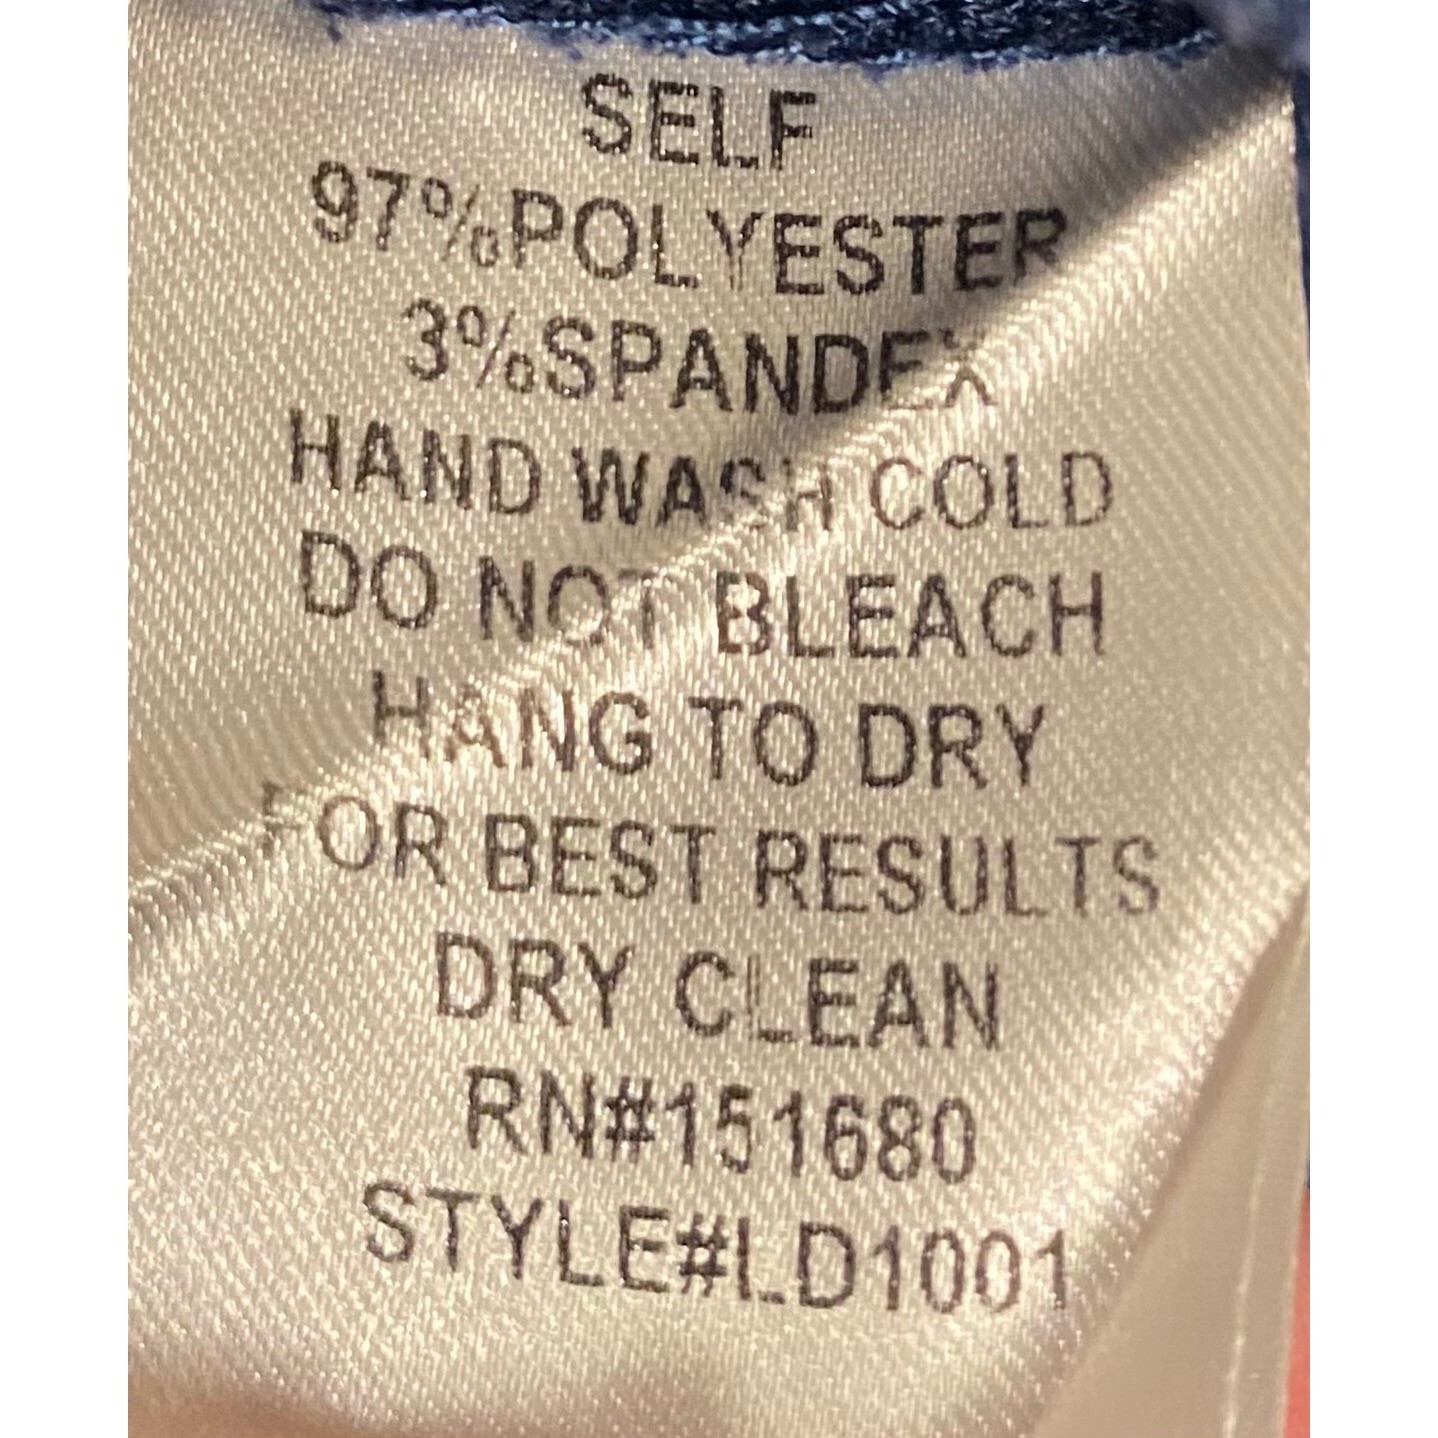 SELF
97%POLYESTER
3%SPANDEX
HAND WASH COLD
DO NOT BLEACH
HANG TO DRY
FOR BEST RESULTS
DRY CLEAN
RN#151680
STYLE#LD1001